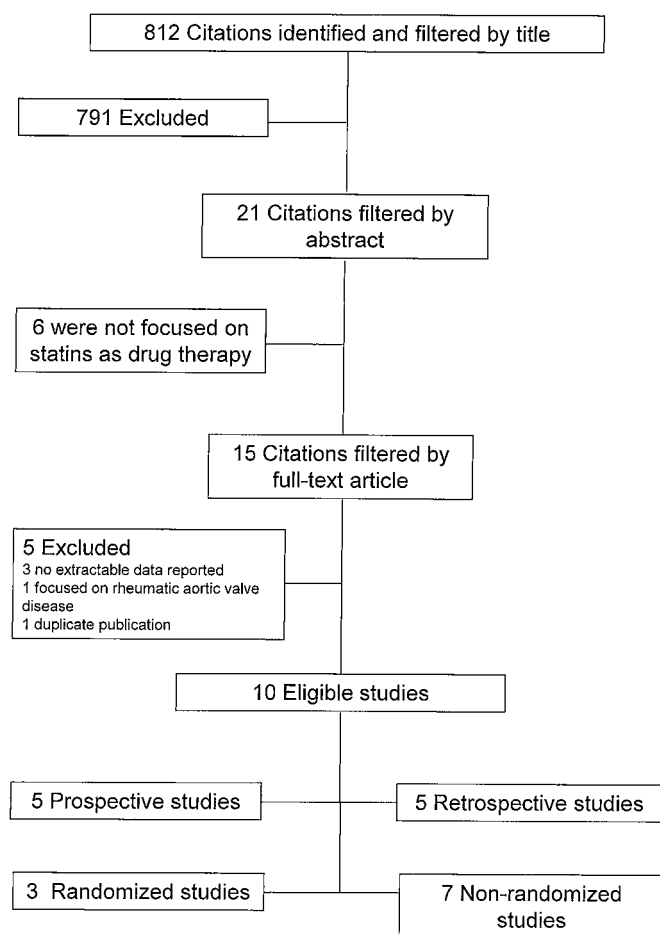 812 Citations identified and filtered by title
791 Excluded
21 Citations filtered by
abstract
6 were not focused on
statins as drug therapy
15 Citations filtered by
full-text article
5 Excluded
3 no extractable data reported
1 focused on rheumatic aortic valve
disease
1 duplicate publication
10 Eligible studies
5 Prospective studies
5 Retrospective studies
3 Randomized studies
7 Non-randomized
studies